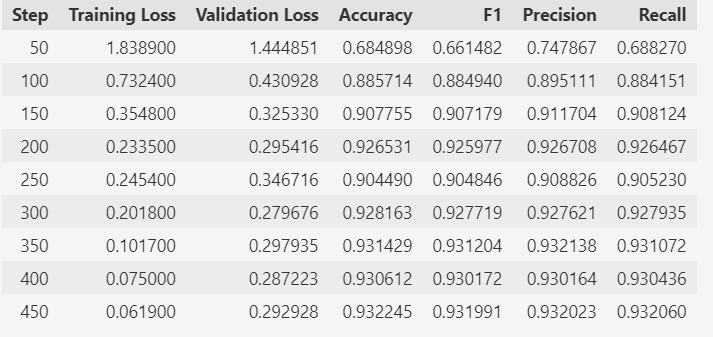 Step Training Loss Validation Loss Accuracy F1 Precision Recall
50 1.838900 1.444851 0.684898 0.661482 0.747867 0.688270
100 0.732400 0.430928 0.885714 0.884940 0.895111 0.884151
150 0.354800 0.325330 0.907755 0.907179 0.911704 0.908124
200 0.233500 0.295416 0.926531 0.925977 0.926708 0.926467
250 0.245400 0.346716 0.904490 0.904846 0.908826 0.905230
300 0.201800 0.279676 0.928163 0.927719 0.927621 0.927935
350 0.101700 0.297935 0.931429 0.931204 0.932138 0.931072
400 0.075000 0.287223 0.930612 0.930172 0.930164 0.930436
450 0.061900 0.292928 0.932245 0.931991 0.932023 0.932060